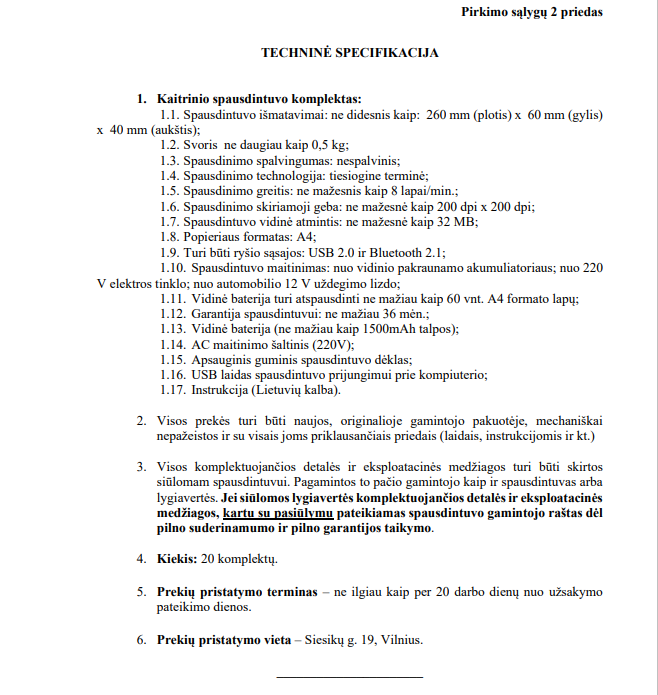 Pirkimo sąlygų 2 priedas
TECHNINĖ SPECIFIKACIJA
1. Kaitrinio spausdintuvo komplektas:
1.1. Spausdintuvo išmatavimai: ne didesnis kaip: 260 mm (plotis) x 60 mm (gylis)
x 40 mm (aukštis);
1.2. Svoris ne daugiau kaip 0,5 kg;
1.3. Spausdinimo spalvingumas: nespalvinis;
1.4. Spausdinimo technologija: tiesiogine terminė;
1.5. Spausdinimo greitis: ne mažesnis kaip 8 lapai/min.;
1.6. Spausdinimo skiriamoji geba: ne mažesnė kaip 200 dpi x 200 dpi;
1.7. Spausdintuvo vidinė atmintis: ne mažesnė kaip 32 MB;
1.8. Popieriaus formatas: A4;
1.9. Turi būti ryšio sąsajos: USB 2.0 ir Bluetooth 2.1;
1.10. Spausdintuvo maitinimas: nuo vidinio pakraunamo akumuliatoriaus; nuo 220
V elektros tinklo; nuo automobilio 12 V uždegimo lizdo;
1.11. Vidinė baterija turi atspausdinti ne mažiau kaip 60 vnt. A4 formato lapų;
1.12. Garantija spausdintuvui: ne mažiau 36 mėn.;
1.13. Vidinė baterija (ne mažiau kaip 1500mAh talpos);
1.14. AC maitinimo šaltinis (220V);
1.15. Apsauginis guminis spausdintuvo dėklas;
1.16. USB laidas spausdintuvo prijungimui prie kompiuterio;
1.17. Instrukcija (Lietuvių kalba).
2. Visos prekės turi būti naujos, originalioje gamintojo pakuotėje, mechaniškai
nepažeistos ir su visais joms priklausančiais priedais (laidais, instrukcijomis ir kt.)
3. Visos komplektuojančios detalės ir eksploatacinės medžiagos turi būti skirtos
siūlomam spausdintuvui. Pagamintos to pačio gamintojo kaip ir spausdintuvas arba
lygiavertės. Jei siūlomos lygiavertės komplektuojančios detalės ir eksploatacinės
medžiagos, kartu su pasiūlymu pateikiamas spausdintuvo gamintojo raštas dėl
pilno suderinamumo ir pilno garantijos taikymo.
4. Kiekis: 20 komplektų.
5. Prekių pristatymo terminas – ne ilgiau kaip per 20 darbo dienų nuo užsakymo
pateikimo dienos.
6. Prekių pristatymo vieta – Siesikų g. 19, Vilnius.